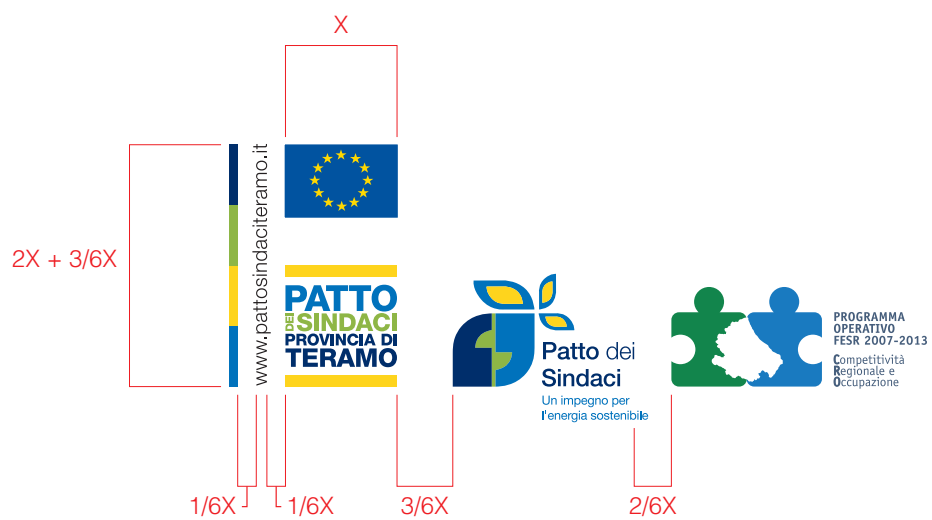 X
2X + 3/6X
www.pattosindaciteramo.it
PATTO
DEI SINDACI
PROVINCIA DI
TERAMO
Patto dei
Sindaci
Un impegno per
l'energia sostenibile
PROGRAMMA
OPERATIVO
FESR 2007-2013
Competitività
Regionale e
Occupazione
1/6X
1/6X
3/6X
2/6X